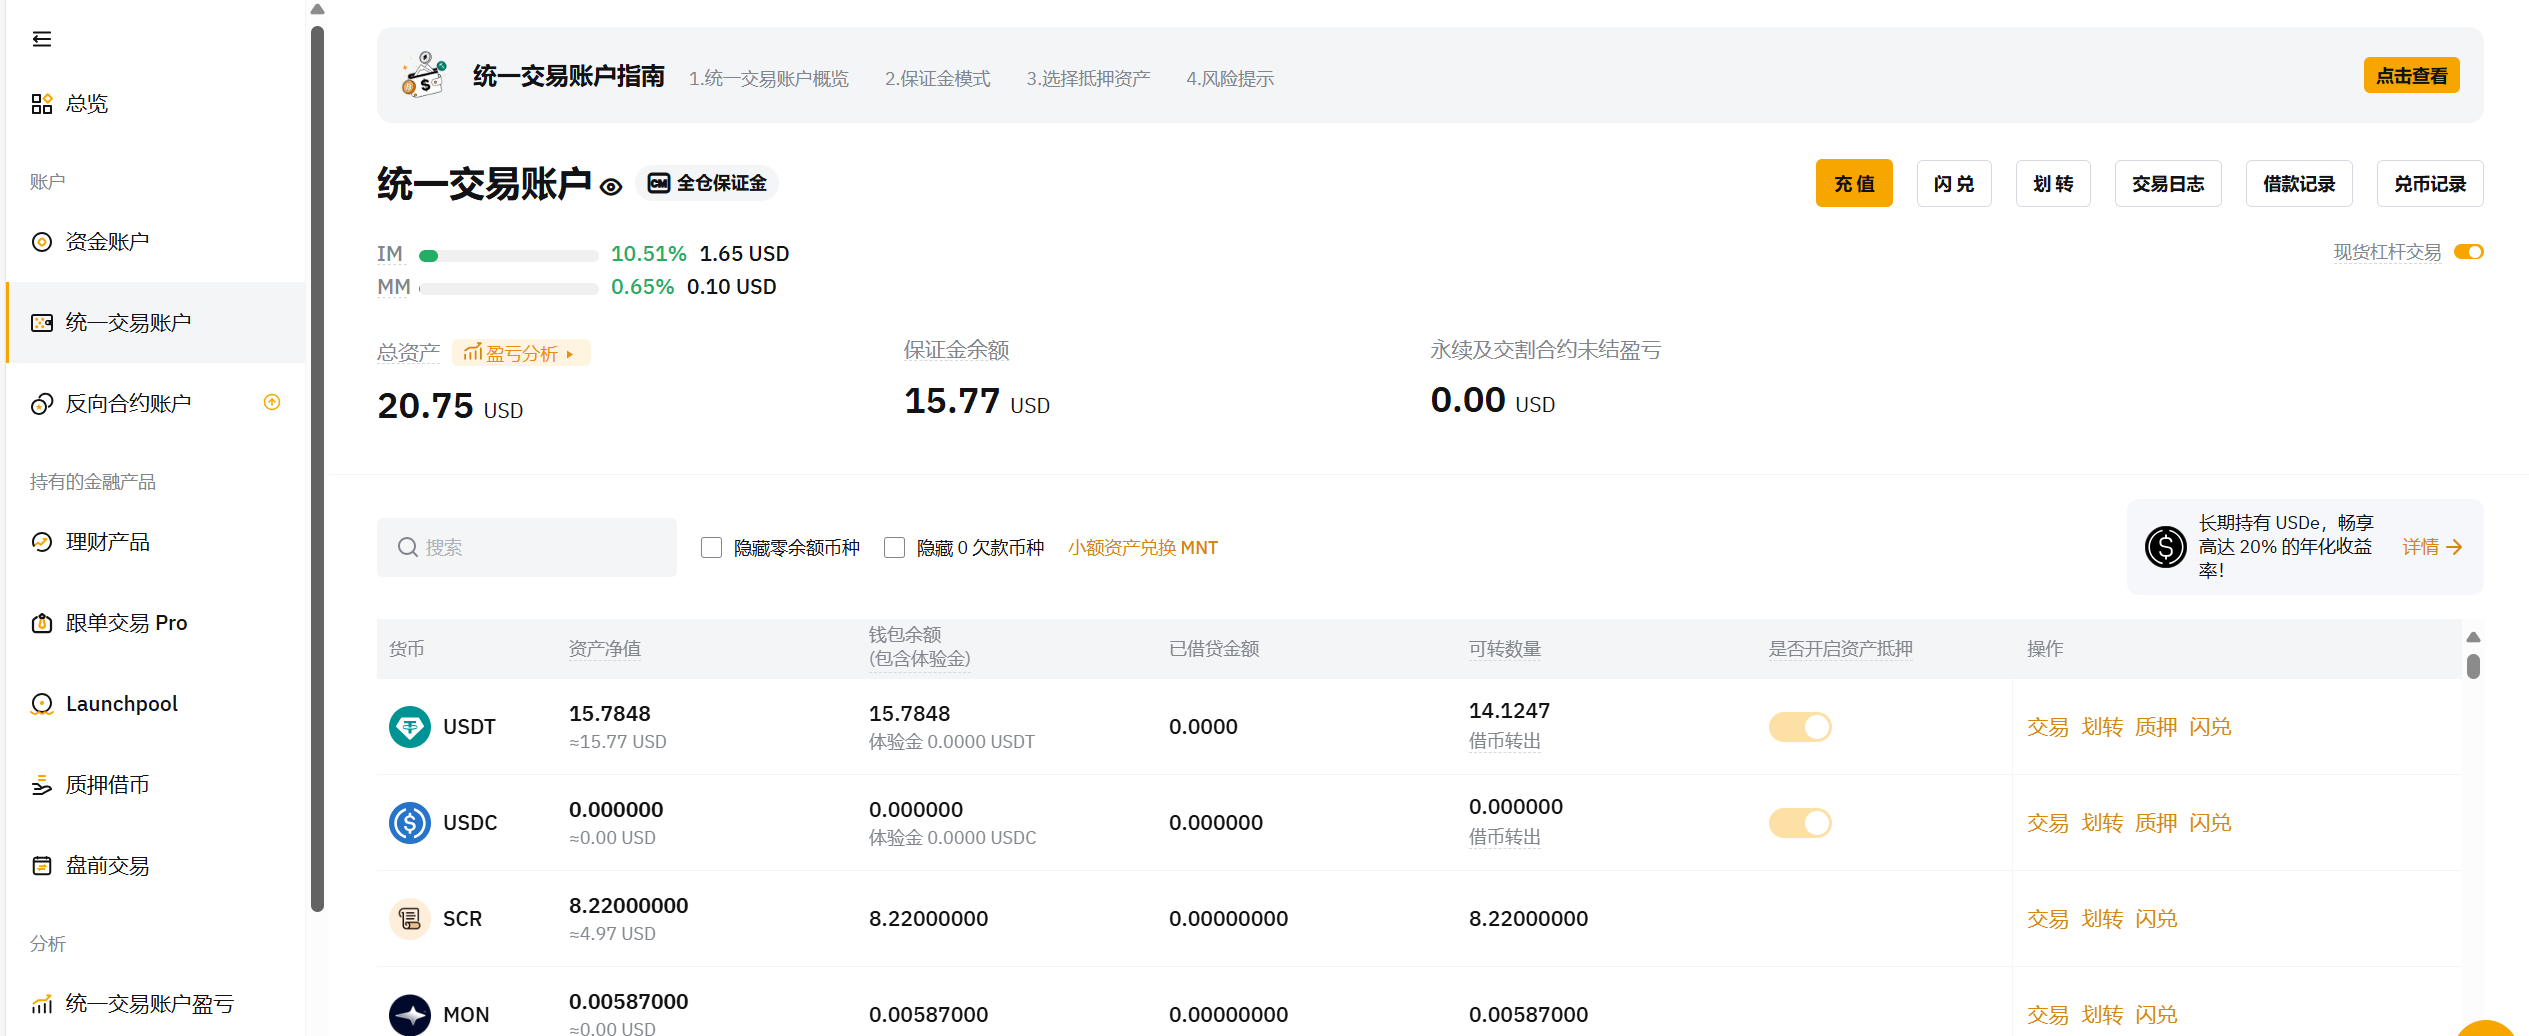 总览
账户
资金账户
统一交易账户
反向合约账户
持有的金融产品
理财产品
跟单交易 Pro
Launchpool
质押借币
盘前交易
分析
统一交易账户盈亏
统一交易账户指南 1.统一交易账户概览 2.保证金模式 3.选择抵押资产 4.风险提示 点击查看
统一交易账户 CM 全仓保证金 充值 闪兑 划转 交易日志 借款记录 兑币记录
IM 10.51% 1.65 USD 现货杠杆交易
MM 0.65% 0.10 USD
总资产 盈亏分析 保证金余额 永续及交割合约未结盈亏
20.75 USD 15.77 USD 0.00 USD
搜索 隐藏零余额币种 隐藏 0 欠款币种 小额资产兑换 MNT
长期持有 USDe，畅享
高达 20% 的年化收益 详情
率！
货币 资产净值 钱包余额 已借贷金额 可转数量 是否开启资产抵押 操作
(包含体验金)
USDT 15.7848 15.7848 0.0000 14.1247 交易 划转 质押 闪兑
≈15.77 USD 体验金 0.0000 USDT 借币转出
USDC 0.000000 0.000000 0.000000 0.000000 交易 划转 质押 闪兑
≈0.00 USD 体验金 0.0000 USDC 借币转出
SCR 8.22000000 8.22000000 0.00000000 8.22000000 交易 划转 闪兑
≈4.97 USD
MON 0.00587000 0.00587000 0.00000000 0.00587000 交易 划转 闪兑
≈0.00 USD